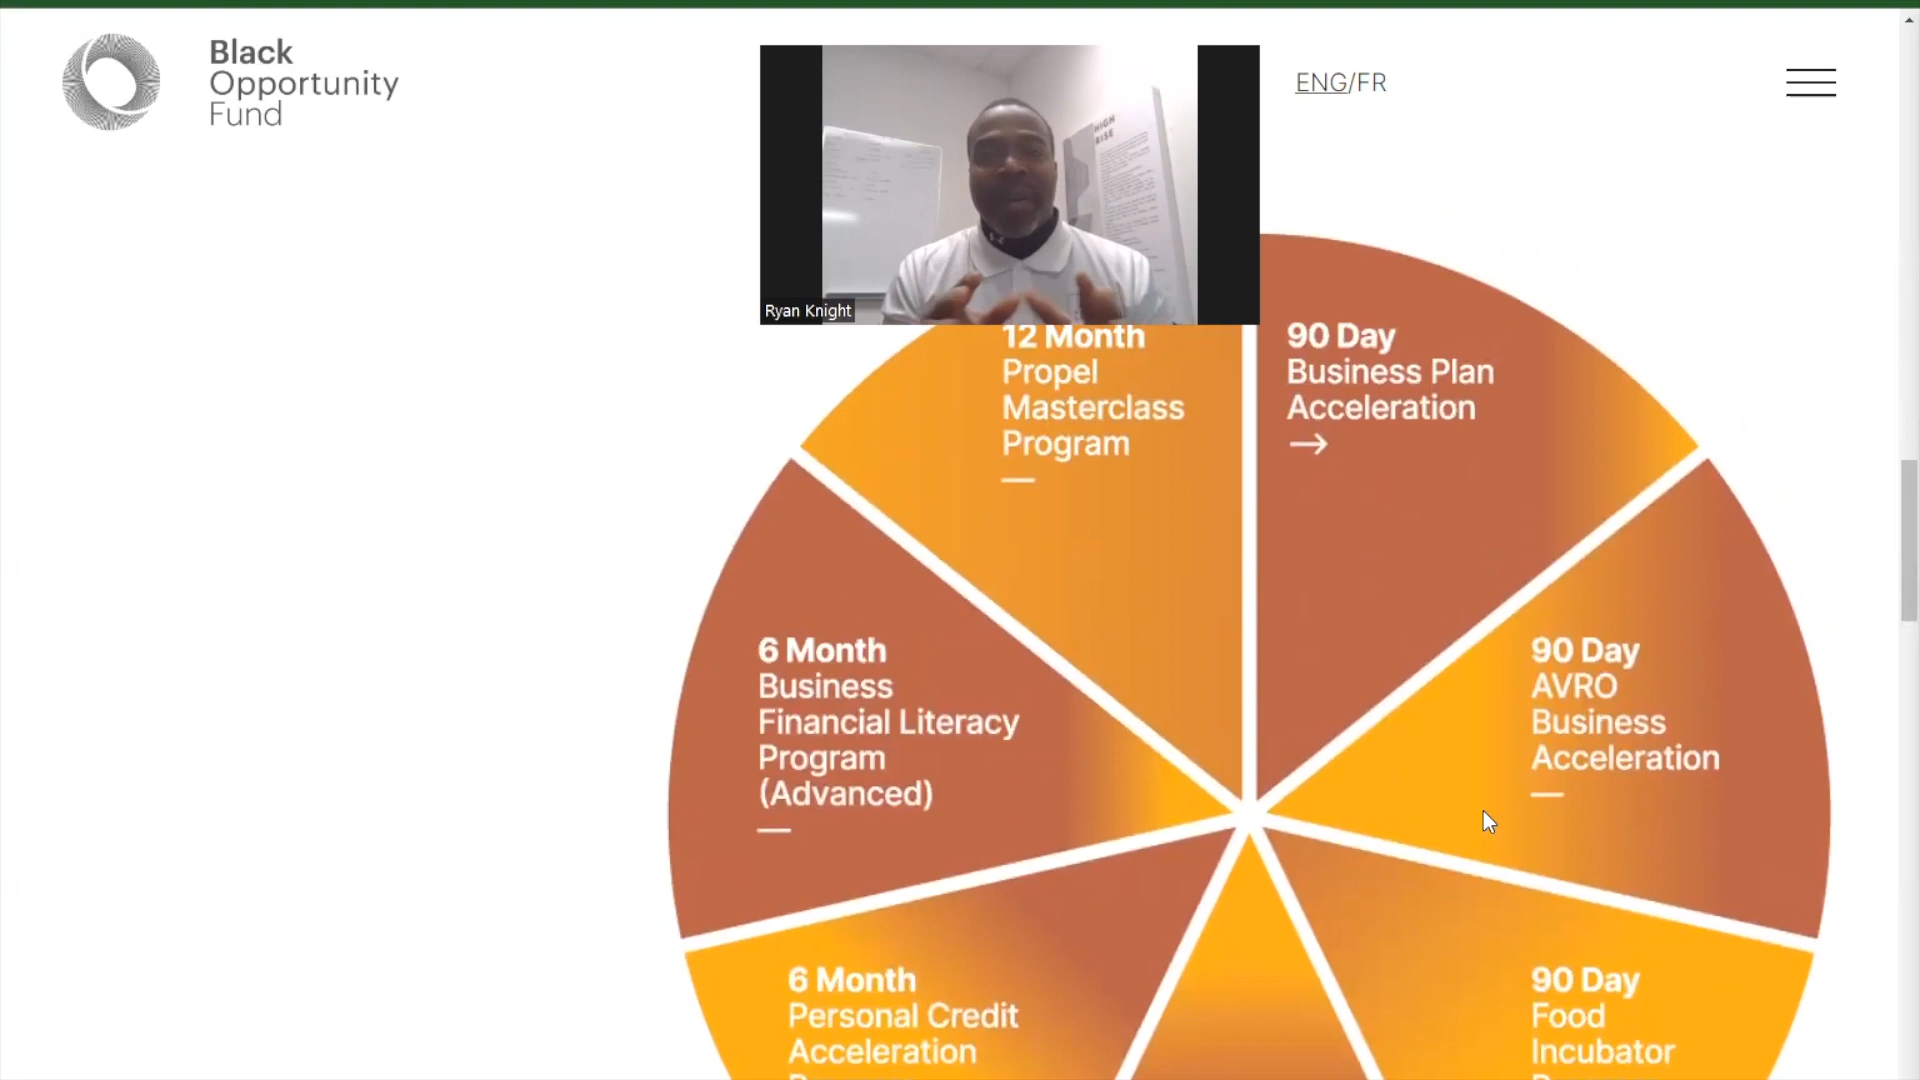 Black
Opportunity
Fund
ENG/FR
HIGH
RISE
Ryan Knight
12 Month
Propel
Masterclass
Program
90 Day
Business Plan
Acceleration
6 Month
Business
Financial Literacy
Program
(Advanced)
90 Day
AVRO
Business
Acceleration
6 Month
Personal Credit
Acceleration
90 Day
Food
Incubator